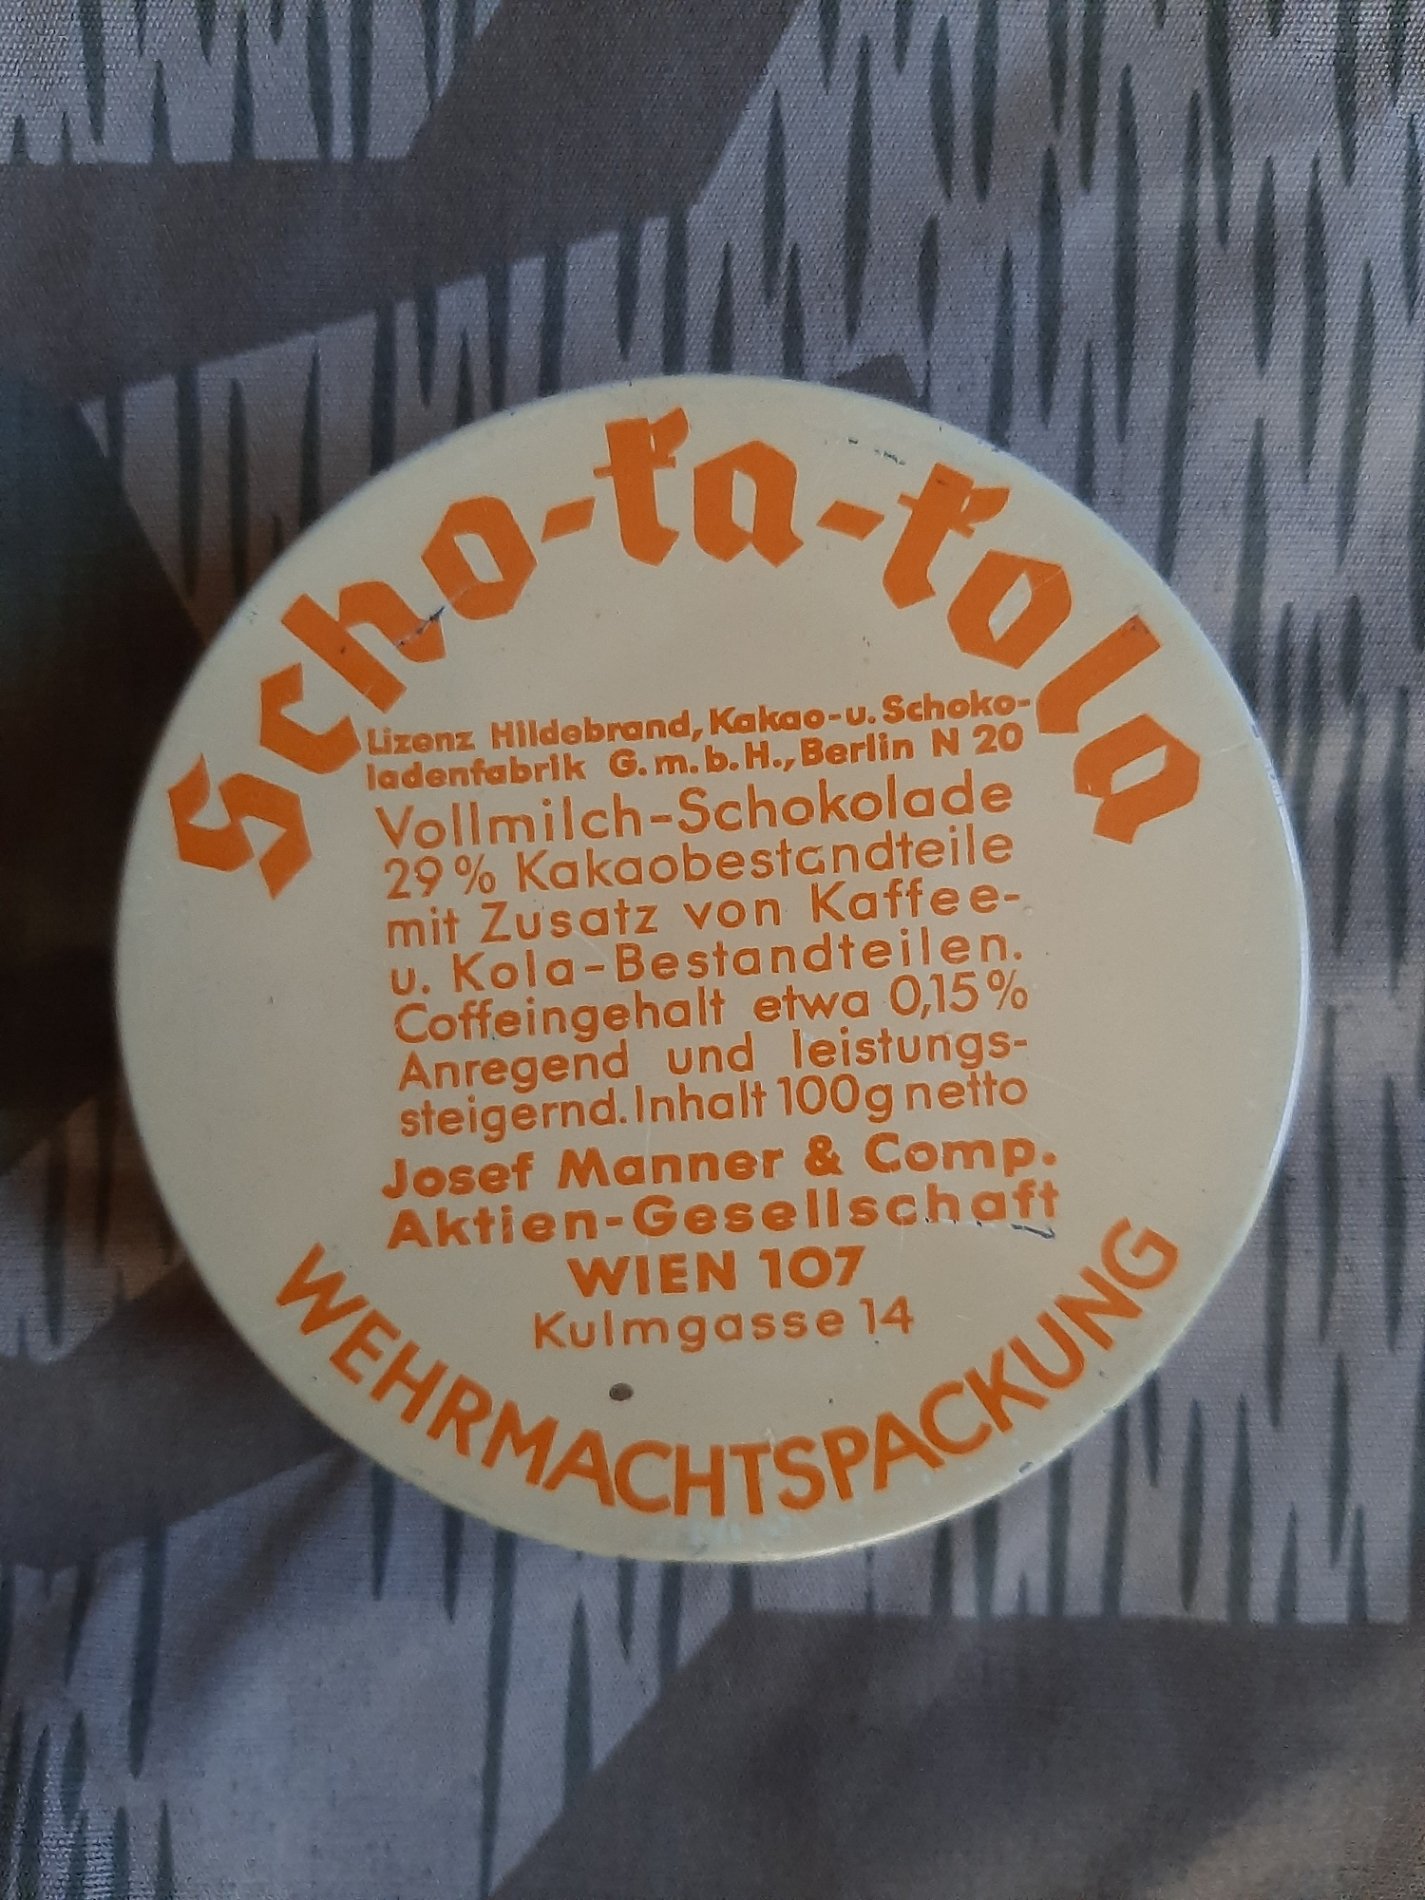 Scho-ka-kola
Lizenz Hildebrand, Kakao-u. Schoko-
ladenfabrik G.m.b.H., Berlin N 20
Vollmilch-Schokolade
29% Kakaobestandteile
mit Zusatz von Kaffee-
u. Kola-Bestandteilen.
Coffeingehalt etwa 0,15%
Anregend und leistungs-
steigernd. Inhalt 100g netto
Josef Manner & Comp.
Aktien-Gesellschaft
WIEN 107
Kulmgasse 14
WEHRMACHTSPACKUNG